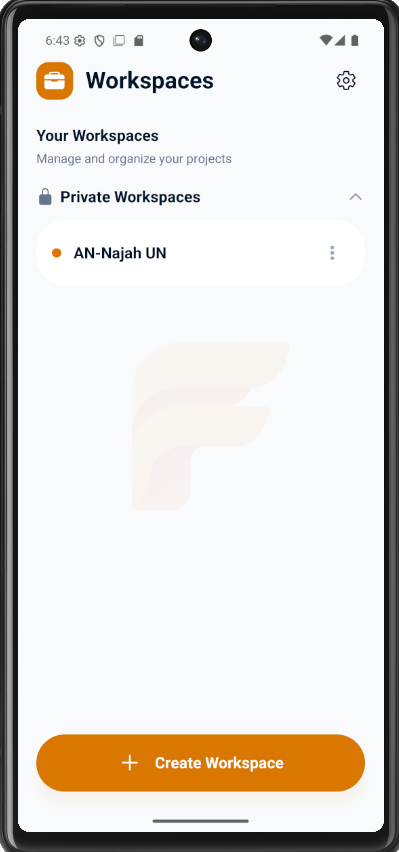 6:43
Workspaces
Your Workspaces
Manage and organize your projects
Private Workspaces
AN-Najah UN
Create Workspace